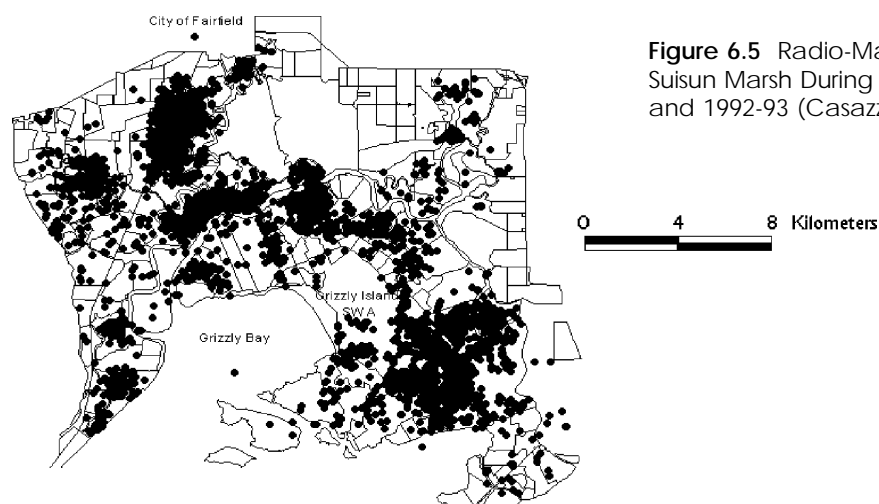 City of Fairfield
Figure 6.5 Radio-Ma
Suisun Marsh During
and 1992-93 (Casazz
0 4 8 Kilometers
Grizzly Island
SWA
Grizzly Bay